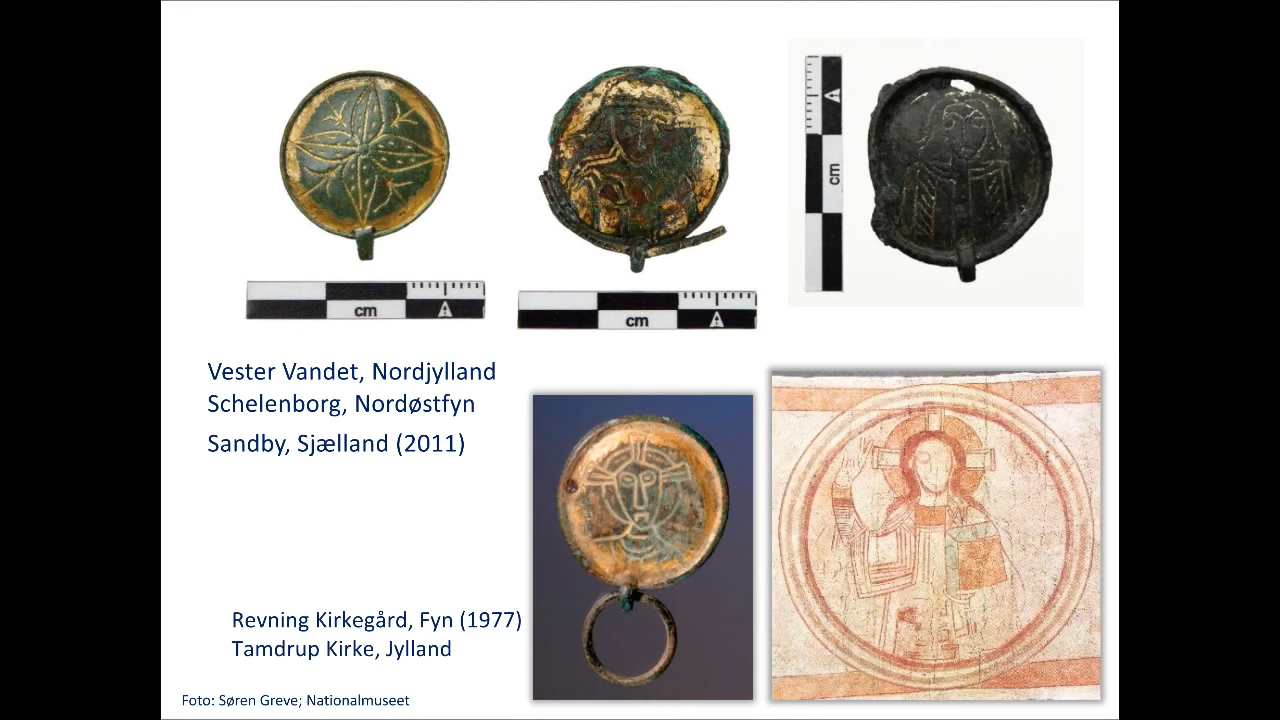 cm
cm
cm
Vester Vandet, Nordjylland
Schelenborg, Nordøstfyn
Sandby, Sjælland (2011)
Revning Kirkegård, Fyn (1977)
Tamdrup Kirke, Jylland
Foto: Søren Greve; Nationalmuseet